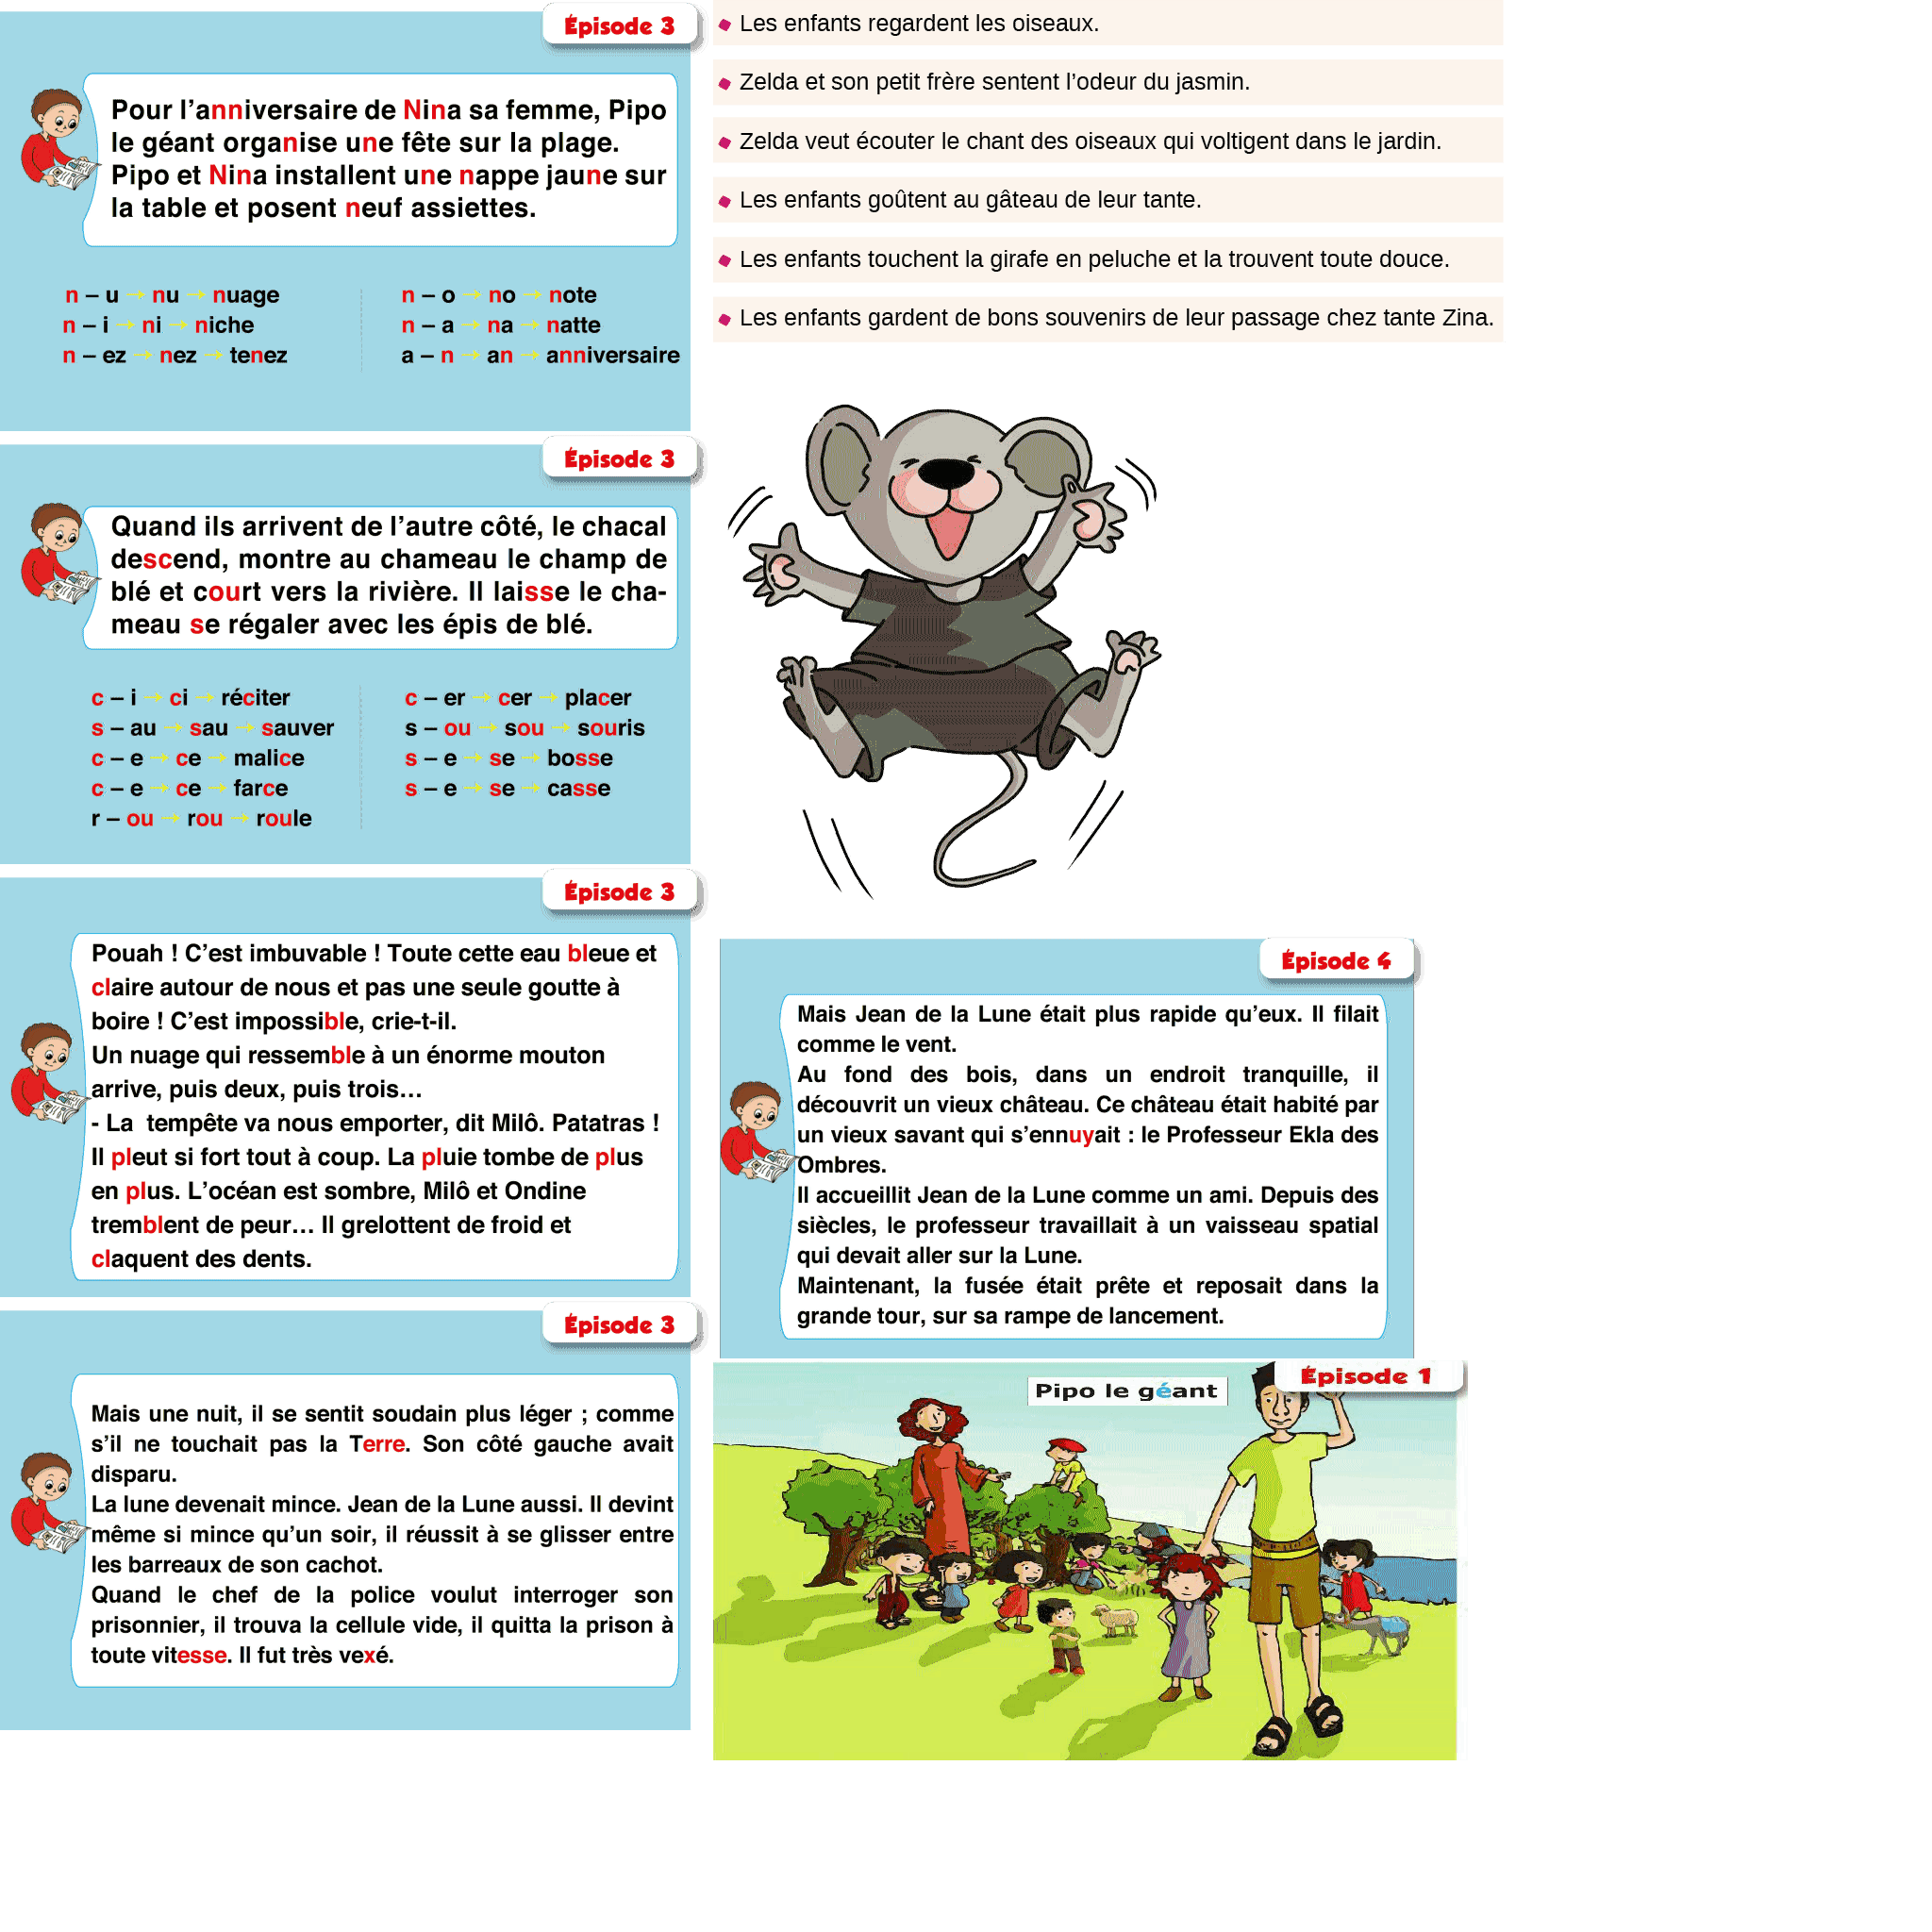 Épisode 3
Pour l’anniversaire de Nina sa femme, Pipo
le géant organise une fête sur la plage.
Pipo et Nina installent une nappe jaune sur
la table et posent neuf assiettes.
n – u → nu → nuage
n – i → ni → niche
n – ez → nez → tenez
n – o → no → note
n – a → na → natte
a – n → an → anniversaire
Épisode 3
Quand ils arrivent de l’autre côté, le chacal
descend, montre au chameau le champ de
blé et court vers la rivière. Il laisse le cha-
meau se régaler avec les épis de blé.
c – i → ci → réciter
s – au → sau → sauver
c – e → ce → malice
c – e → ce → farce
r – ou → rou → roule
c – er → cer → placer
s – ou → sou → souris
s – e → se → bosse
s – e → se → casse
Épisode 3
Pouah ! C’est imbuvable ! Toute cette eau bleue et
claire autour de nous et pas une seule goutte à
boire ! C’est impossible, crie-t-il.
Un nuage qui ressemble à un énorme mouton
arrive, puis deux, puis trois…
- La tempête va nous emporter, dit Milô. Patatras !
Il pleut si fort tout à coup. La pluie tombe de plus
en plus. L’océan est sombre, Milô et Ondine
tremblent de peur… Il grelottent de froid et
claquent des dents.
Épisode 3
Mais une nuit, il se sentit soudain plus léger ; comme
s’il ne touchait pas la Terre. Son côté gauche avait
disparu.
La lune devenait mince. Jean de la Lune aussi. Il devint
même si mince qu’un soir, il réussit à se glisser entre
les barreaux de son cachot.
Quand le chef de la police voulut interroger son
prisonnier, il trouva la cellule vide, il quitta la prison à
toute vitesse. Il fut très vexé.
Les enfants regardent les oiseaux.
Zelda et son petit frère sentent l’odeur du jasmin.
Zelda veut écouter le chant des oiseaux qui voltigent dans le jardin.
Les enfants goûtent au gâteau de leur tante.
Les enfants touchent la girafe en peluche et la trouvent toute douce.
Les enfants gardent de bons souvenirs de leur passage chez tante Zina.
Épisode 4
Mais Jean de la Lune était plus rapide qu’eux. Il filait
comme le vent.
Au fond des bois, dans un endroit tranquille, il
découvrit un vieux château. Ce château était habité par
un vieux savant qui s’ennuyait : le Professeur Ekla des
Ombres.
Il accueillit Jean de la Lune comme un ami. Depuis des
siècles, le professeur travaillait à un vaisseau spatial
qui devait aller sur la Lune.
Maintenant, la fusée était prête et reposait dans la
grande tour, sur sa rampe de lancement.
Épisode 1
Pipo le géant